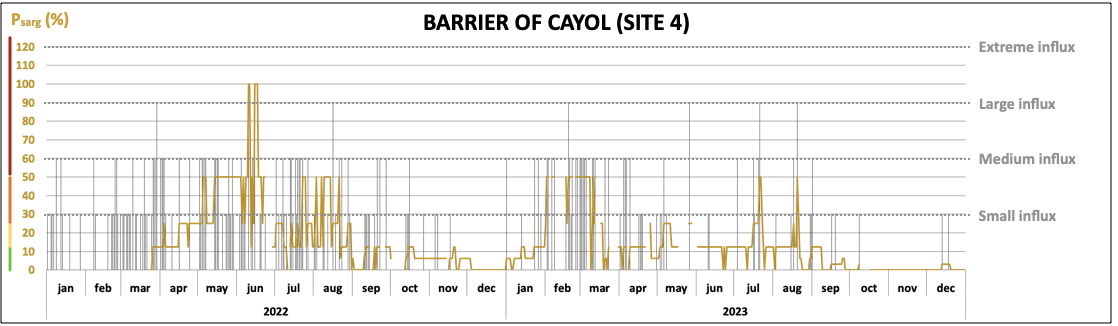 P_sarg (%)
BARRIER OF CAYOL (SITE 4)
120
Extreme influx
110
100
90
Large influx
80
70
60
Medium influx
50
40
30
Small influx
20
10
0
jan feb mar apr may jun jul aug sep oct nov dec jan feb mar apr may jun jul aug sep oct nov dec
2022 2023